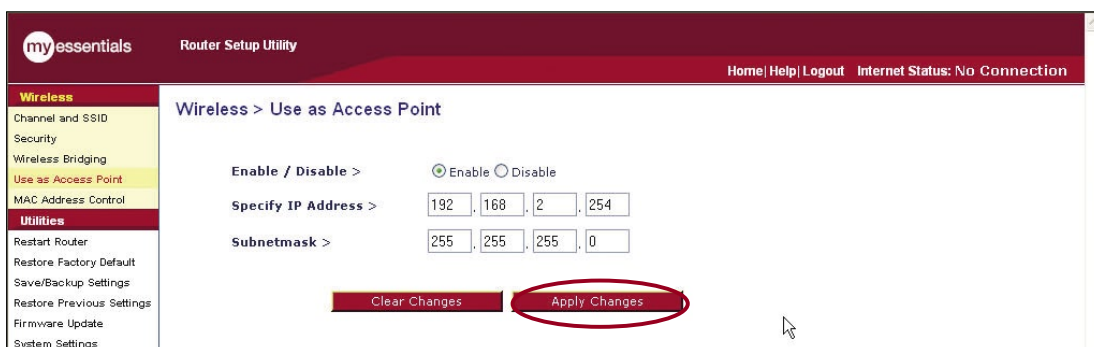 myessentials Router Setup Utility
Home| Help| Logout Internet Status: No Connection
Wireless
Channel and SSID
Security
Wireless Bridging
Use as Access Point
MAC Address Control
Utilities
Restart Router
Restore Factory Default
Save/Backup Settings
Restore Previous Settings
Firmware Update
System Settings
Wireless > Use as Access Point
Enable / Disable > Enable Disable
Specify IP Address > 192 . 168 . 2 . 254
Subnetmask > 255 . 255 . 255 . 0
Clear Changes Apply Changes